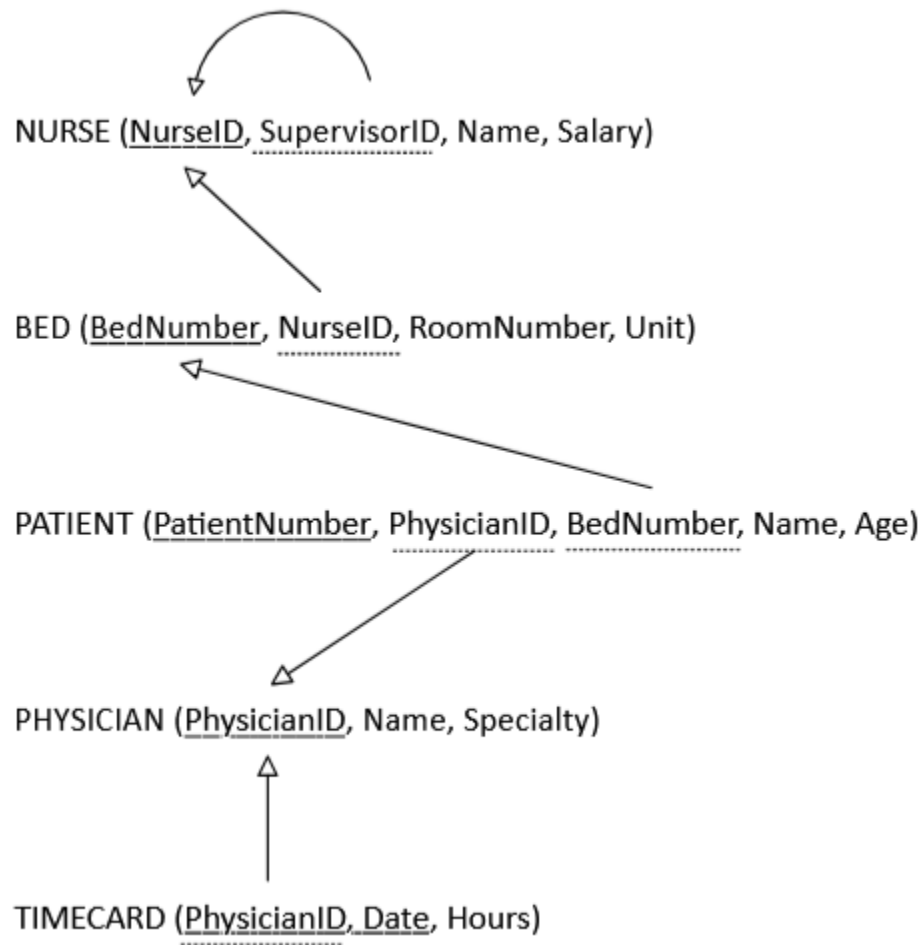 NURSE (NurseID, SupervisorID, Name, Salary)
BED (BedNumber, NurseID, RoomNumber, Unit)
PATIENT (PatientNumber, PhysicianID, BedNumber, Name, Age)
PHYSICIAN (PhysicianID, Name, Specialty)
TIMECARD (PhysicianID, Date, Hours)